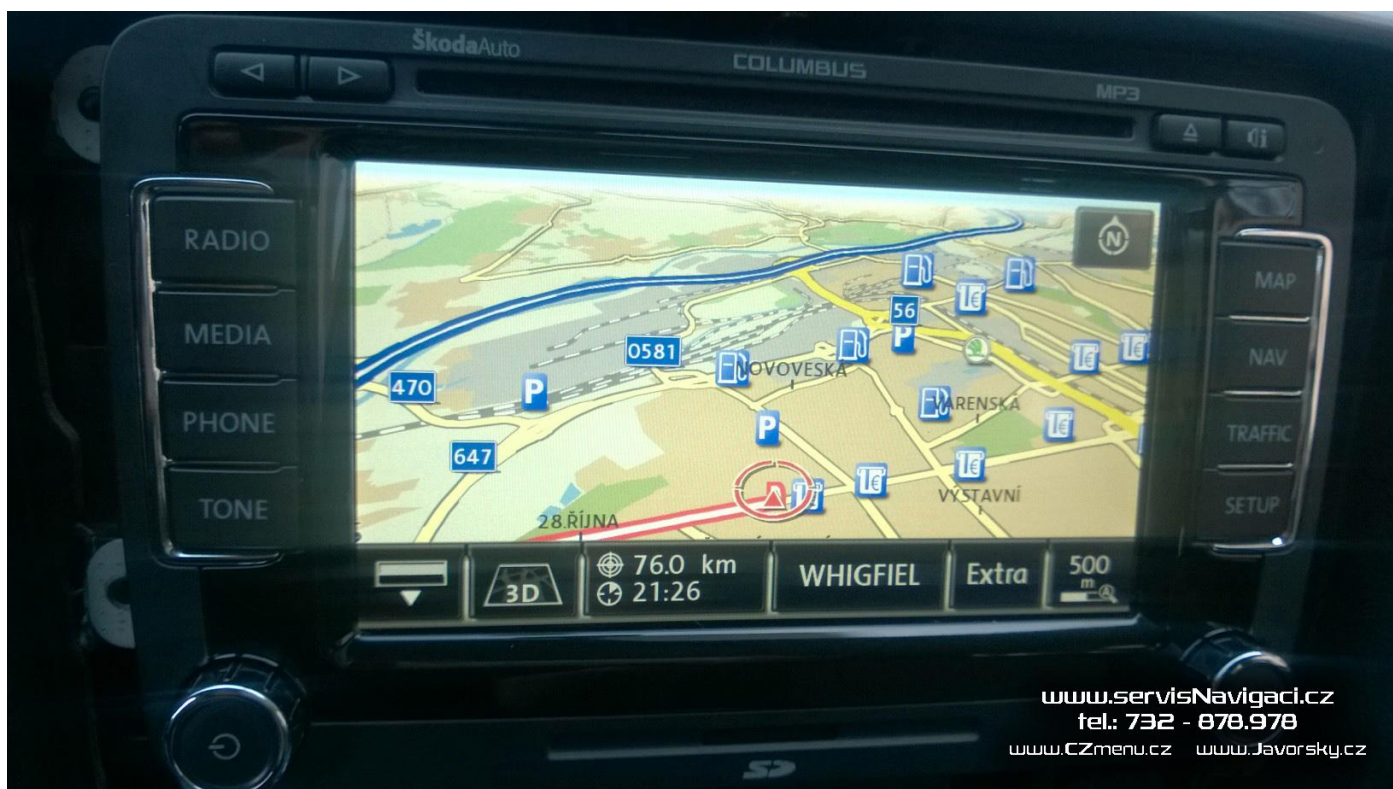 ŠkodaAuto
COLUMBUS
MP3
RADIO
MEDIA
PHONE
TONE
MAP
NAV
TRAFFIC
SETUP
N
56
0581
NOVOVESKÁ
470
P
P
P
VARENSKÁ
647
VÝSTAVNÍ
28.ŘÍJNA
3D
76.0 km
21:26
WHIGFIEL
Extra
500
m
www.servisNavigaci.cz
tel.: 732 - 878.978
www.CZmenu.cz www.Javorsky.cz
SD